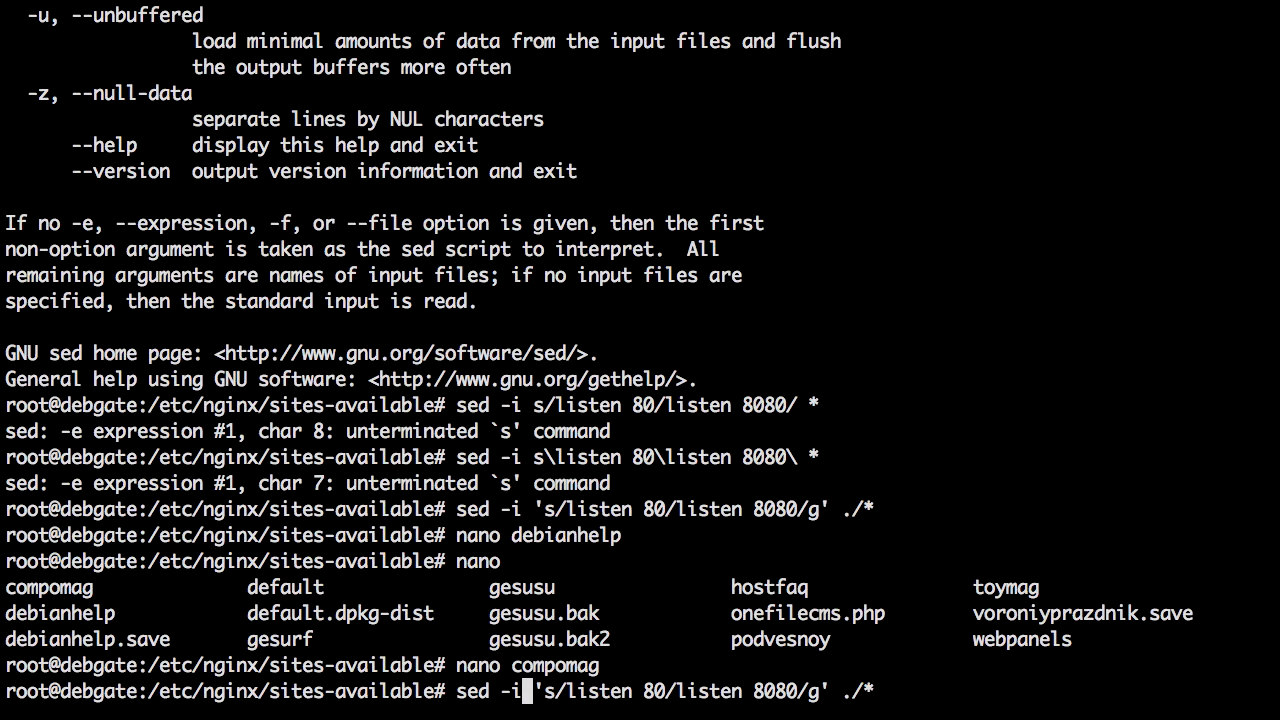 -u, --unbuffered
load minimal amounts of data from the input files and flush
the output buffers more often
-z, --null-data
separate lines by NUL characters
--help     display this help and exit
--version  output version information and exit
If no -e, --expression, -f, or --file option is given, then the first
non-option argument is taken as the sed script to interpret.  All
remaining arguments are names of input files; if no input files are
specified, then the standard input is read.
GNU sed home page: <http://www.gnu.org/software/sed/>.
General help using GNU software: <http://www.gnu.org/gethelp/>.
root@debgate:/etc/nginx/sites-available# sed -i s/listen 80/listen 8080/ *
sed: -e expression #1, char 8: unterminated `s' command
root@debgate:/etc/nginx/sites-available# sed -i s\listen 80\listen 8080\ *
sed: -e expression #1, char 7: unterminated `s' command
root@debgate:/etc/nginx/sites-available# sed -i 's/listen 80/listen 8080/g' ./*
root@debgate:/etc/nginx/sites-available# nano debianhelp
root@debgate:/etc/nginx/sites-available# nano
compomag              default               gesusu                hostfaq               toymag
debianhelp            default.dpkg-dist     gesusu.bak            onefilecms.php        voroniyprazdnik.save
debianhelp.save       gesurf                gesusu.bak2           podvesnoy             webpanels
root@debgate:/etc/nginx/sites-available# nano compomag
root@debgate:/etc/nginx/sites-available# sed -i 's/listen 80/listen 8080/g' ./*